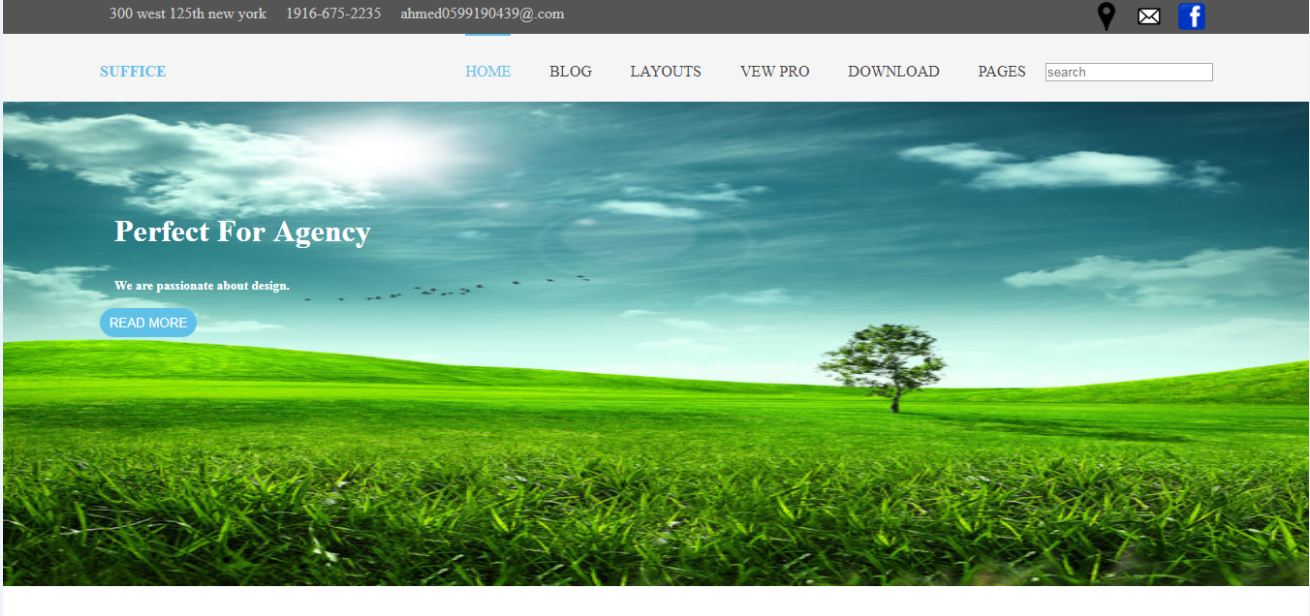 300 west 125th new york 1916-675-2235 ahmed0599190439@.com
SUFFICE HOME BLOG LAYOUTS VEW PRO DOWNLOAD PAGES search
Perfect For Agency
We are passionate about design.
READ MORE